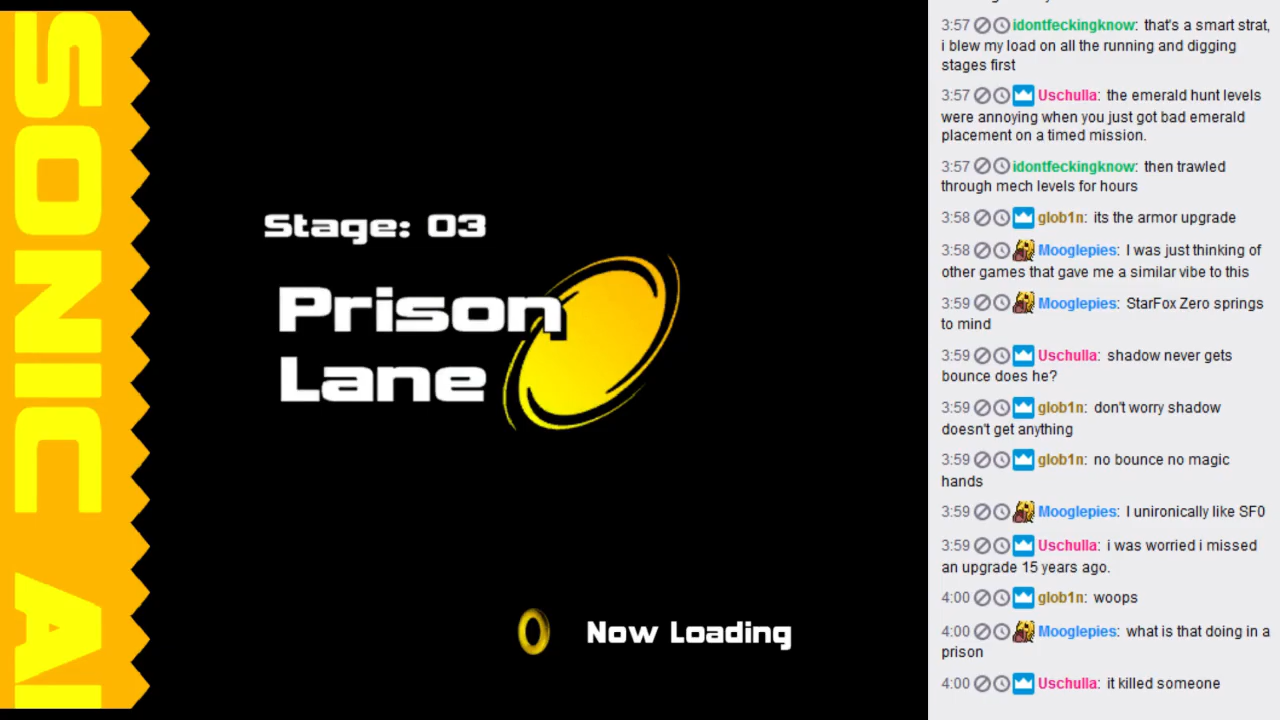 SONIC A
Stage: 03
Prison
Lane
Now Loading
3:57 idontfeckingknow: that's a smart strat,
i blew my load on all the running and digging
stages first
3:57 Uschulla: the emerald hunt levels
were annoying when you just got bad emerald
placement on a timed mission.
3:57 idontfeckingknow: then trawled
through mech levels for hours
3:58 glob1n: its the armor upgrade
3:58 Mooglepies: I was just thinking of
other games that gave me a similar vibe to this
3:59 Mooglepies: StarFox Zero springs
to mind
3:59 Uschulla: shadow never gets
bounce does he?
3:59 glob1n: don't worry shadow
doesn't get anything
3:59 glob1n: no bounce no magic
hands
3:59 Mooglepies: I unironically like SF0
3:59 Uschulla: i was worried i missed
an upgrade 15 years ago.
4:00 glob1n: woops
4:00 Mooglepies: what is that doing in a
prison
4:00 Uschulla: it killed someone